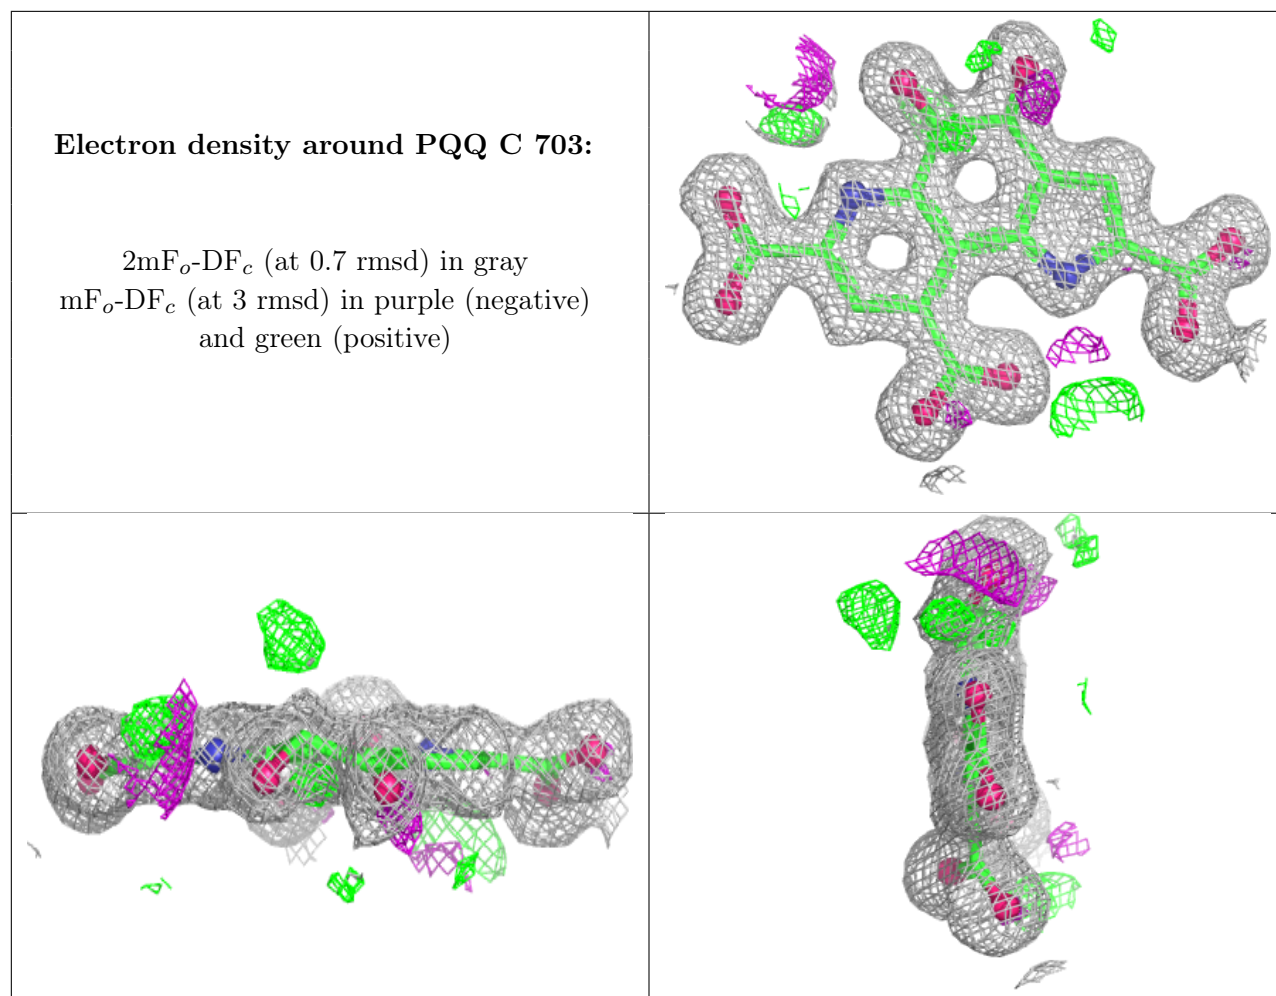 Electron density around PQQ C 703:
2mFo-DFc (at 0.7 rmsd) in gray
mFo-DFc (at 3 rmsd) in purple (negative)
and green (positive)